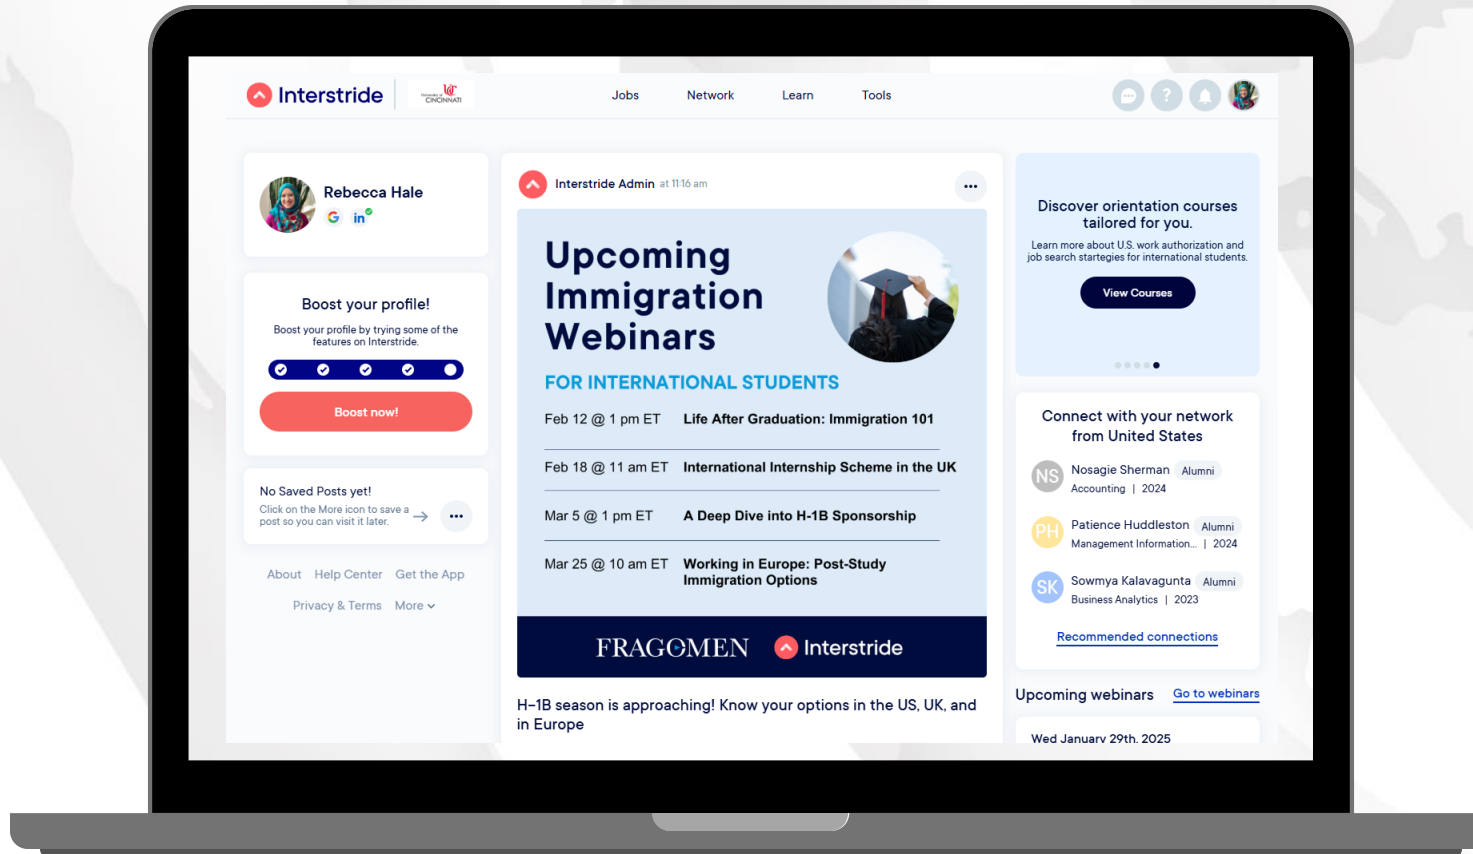 Interstride
University of
CINCINNATI
Jobs
Network
Learn
Tools
Rebecca Hale
Boost your profile!
Boost your profile by trying some of the
features on Interstride.
Boost now!
No Saved Posts yet!
Click on the More icon to save a
post so you can visit it later.
About Help Center Get the App
Privacy & Terms More
Interstride Admin at 11:16 am
Upcoming
Immigration
Webinars
FOR INTERNATIONAL STUDENTS
Feb 12 @ 1 pm ET Life After Graduation: Immigration 101
Feb 18 @ 11 am ET International Internship Scheme in the UK
Mar 5 @ 1 pm ET A Deep Dive into H-1B Sponsorship
Mar 25 @ 10 am ET Working in Europe: Post-Study
Immigration Options
FRAGOMEN Interstride
H-1B season is approaching! Know your options in the US, UK, and
in Europe
Discover orientation courses
tailored for you.
Learn more about U.S. work authorization and
job search startegies for international students.
View Courses
Connect with your network
from United States
NS Nosagie Sherman Alumni
Accounting | 2024
PH Patience Huddleston Alumni
Management Information... | 2024
SK Sowmya Kalavagunta Alumni
Business Analytics | 2023
Recommended connections
Upcoming webinars Go to webinars
Wed January 29th, 2025